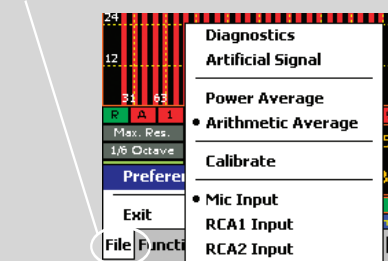 24
12
31 63
R A 1
Max. Res.
1/6 Octave
Diagnostics
Artificial Signal
Power Average
• Arithmetic Average
Calibrate
• Mic Input
RCA1 Input
RCA2 Input
Prefere
Exit
File Functi